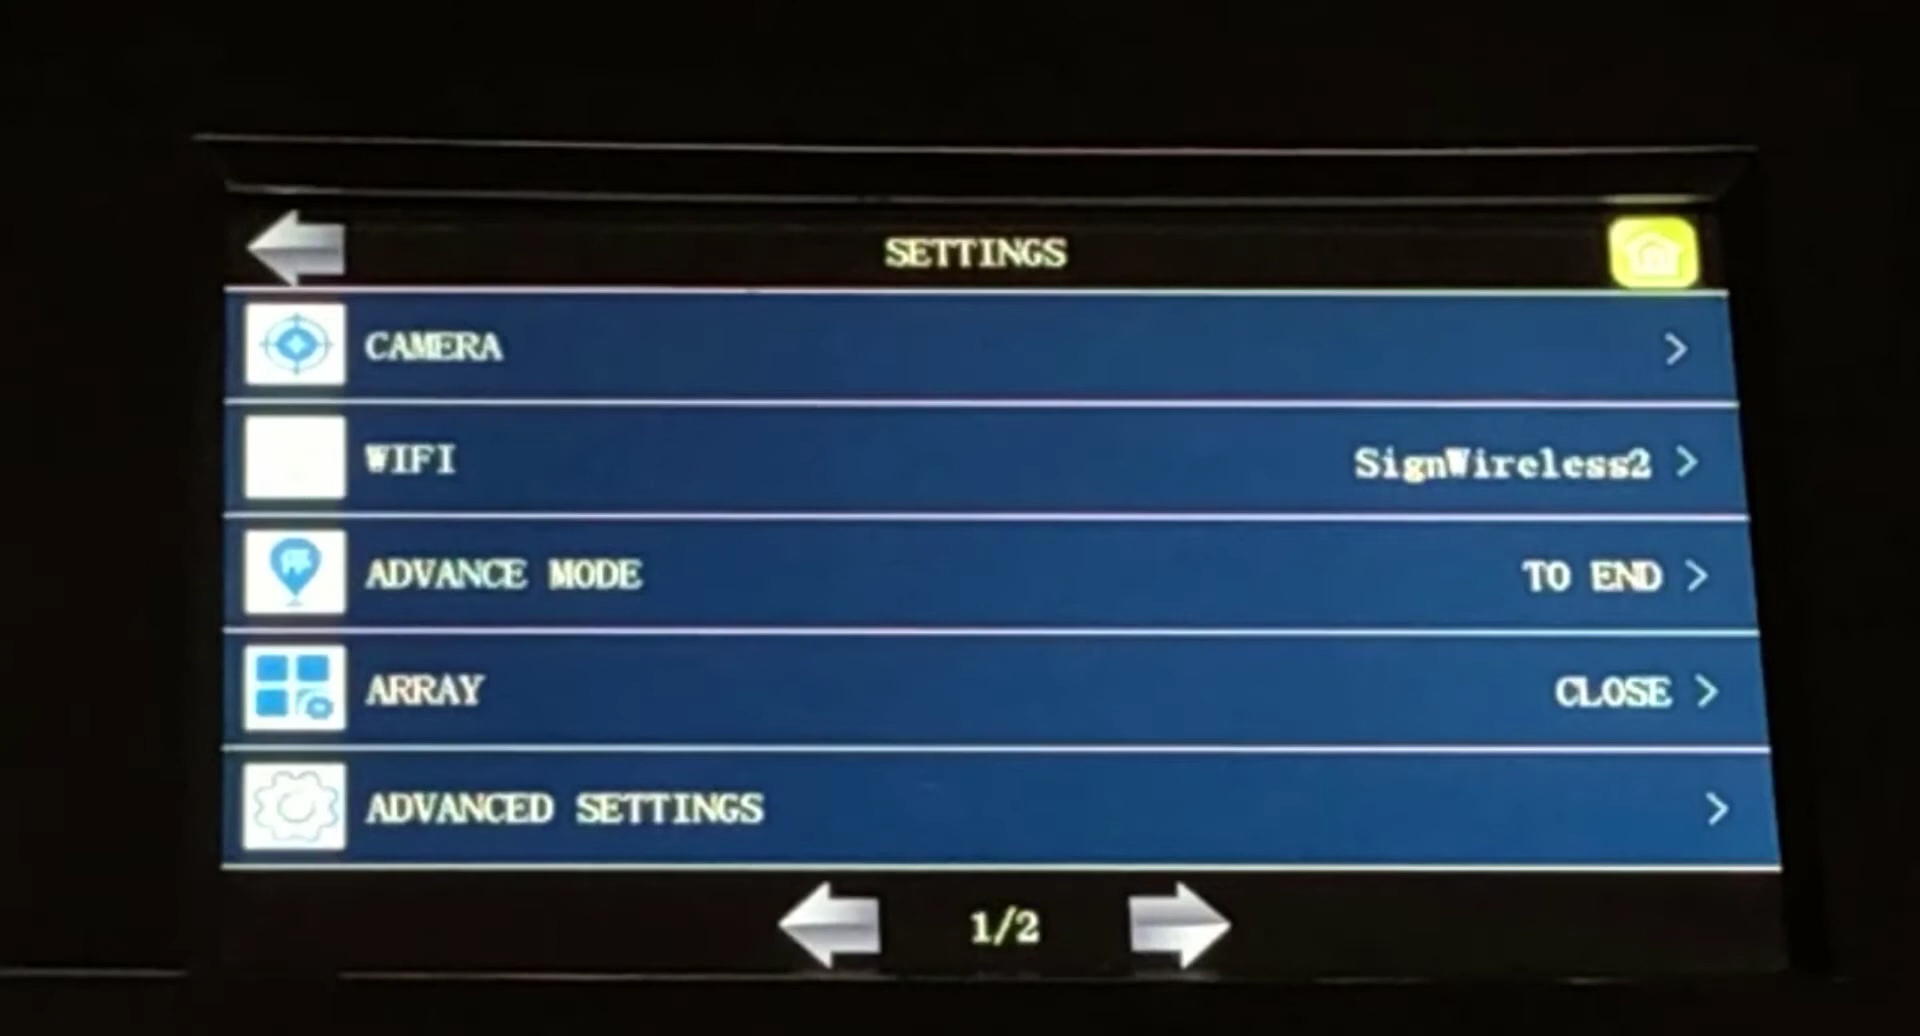 SETTINGS
CAMERA
WIFI SignWireless2
ADVANCE MODE TO END
ARRAY CLOSE
ADVANCED SETTINGS
1/2